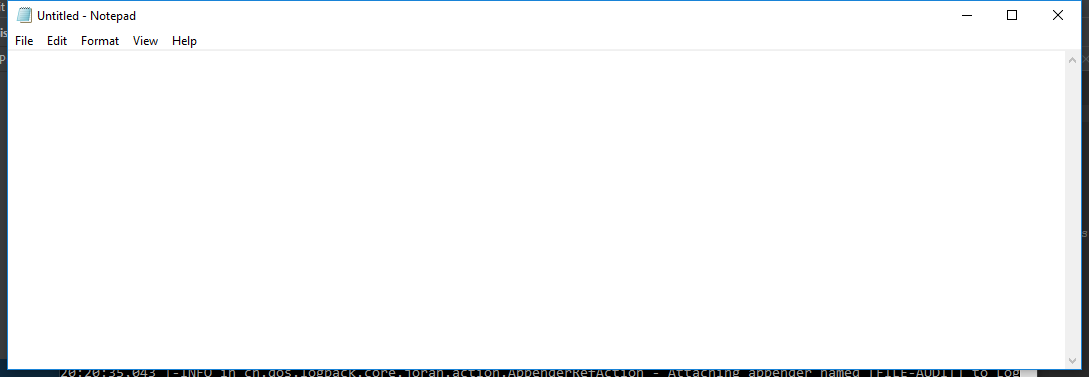 Untitled - Notepad
File Edit Format View Help
20:20:35.043 |-INFO in ch.qos.logback.core.joran.action.AppenderRefAction - Attaching appender named [FILE-AUDIT] to Log